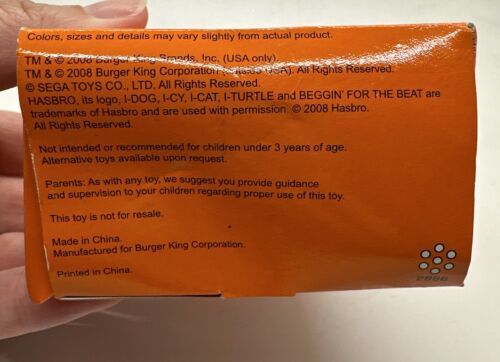 Colors, sizes and details may vary slightly from actual product.
TM & © 2008 Burger King Brands, Inc. (USA only).
TM & © 2008 Burger King Corporation USA). All Rights Reserved.
© SEGA TOYS CO., LTD. All Rights Reserved.
HASBRO, its logo, I-DOG, I-CY, I-CAT, I-TURTLE and BEGGIN' FOR THE BEAT are
trademarks of Hasbro and are used with permission. © 2008 Hasbro.
All Rights Reserved.
Not intended or recommended for children under 3 years of age.
Alternative toys available upon request.
Parents: As with any toy, we suggest you provide guidance
and supervision to your children regarding proper use of this toy.
This toy is not for resale.
Made in China.
Manufactured for Burger King Corporation.
Printed in China.